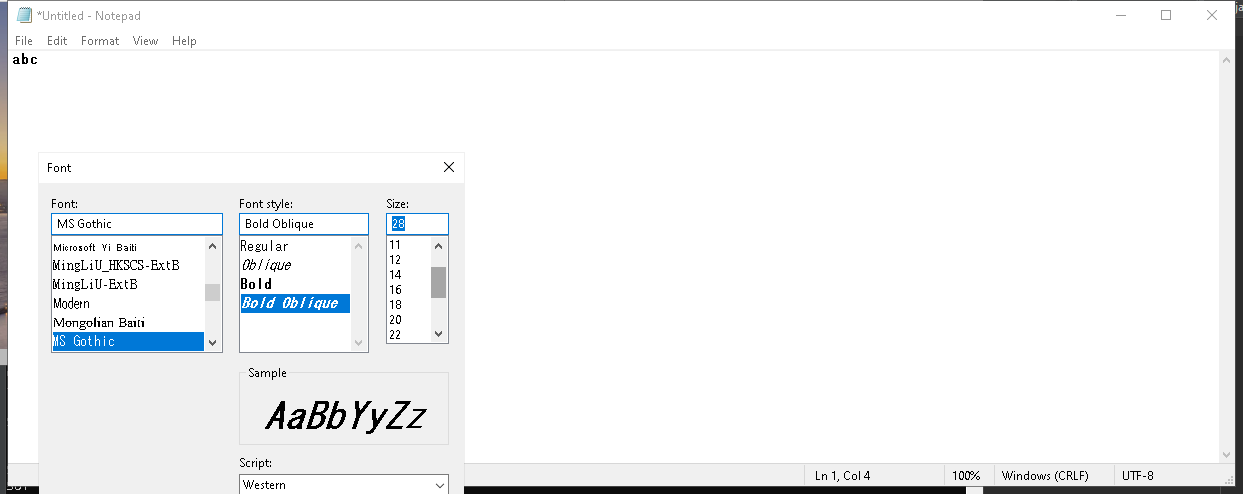 *Untitled - Notepad
File Edit Format View Help
abc
Font
Font:
MS Gothic
Microsoft Yi Baiti
MingLiU_HKSCS-ExtB
MingLiU-ExtB
Modern
Mongolian Baiti
MS Gothic
Font style:
Bold Oblique
Regular
Oblique
Bold
Bold Oblique
Size:
28
11
12
14
16
18
20
22
Sample
AaBbYyZz
Script:
Western
Ln 1, Col 4
100%
Windows (CRLF)
UTF-8